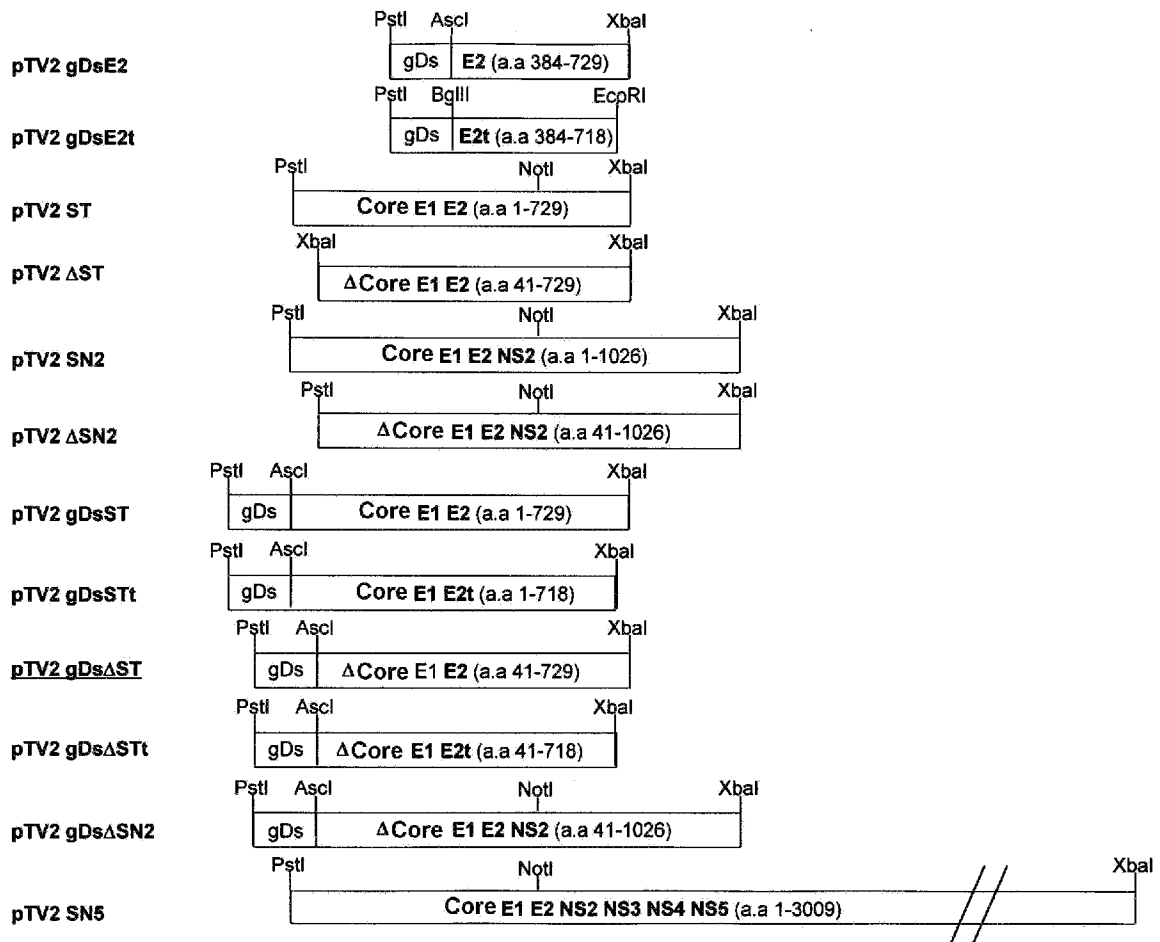 PstI AscI XbaI
pTV2 gDsE2 gDs E2 (a.a 384-729)
PstI BglII EcoRI
pTV2 gDsE2t gDs E2t (a.a 384-718)
PstI NotI XbaI
pTV2 ST Core E1 E2 (a.a 1-729)
XbaI XbaI
pTV2 ΔST ΔCore E1 E2 (a.a 41-729)
PstI NotI XbaI
pTV2 SN2 Core E1 E2 NS2 (a.a 1-1026)
PstI NotI XbaI
pTV2 ΔSN2 ΔCore E1 E2 NS2 (a.a 41-1026)
PstI AscI XbaI
pTV2 gDsST gDs Core E1 E2 (a.a 1-729)
PstI AscI XbaI
pTV2 gDsSTt gDs Core E1 E2t (a.a 1-718)
PstI AscI XbaI
pTV2 gDsΔST gDs ΔCore E1 E2 (a.a 41-729)
PstI AscI XbaI
pTV2 gDsΔSTt gDs ΔCore E1 E2t (a.a 41-718)
PstI AscI NotI XbaI
pTV2 gDsΔSN2 gDs ΔCore E1 E2 NS2 (a.a 41-1026)
PstI NotI XbaI
pTV2 SN5 Core E1 E2 NS2 NS3 NS4 NS5 (a.a 1-3009)